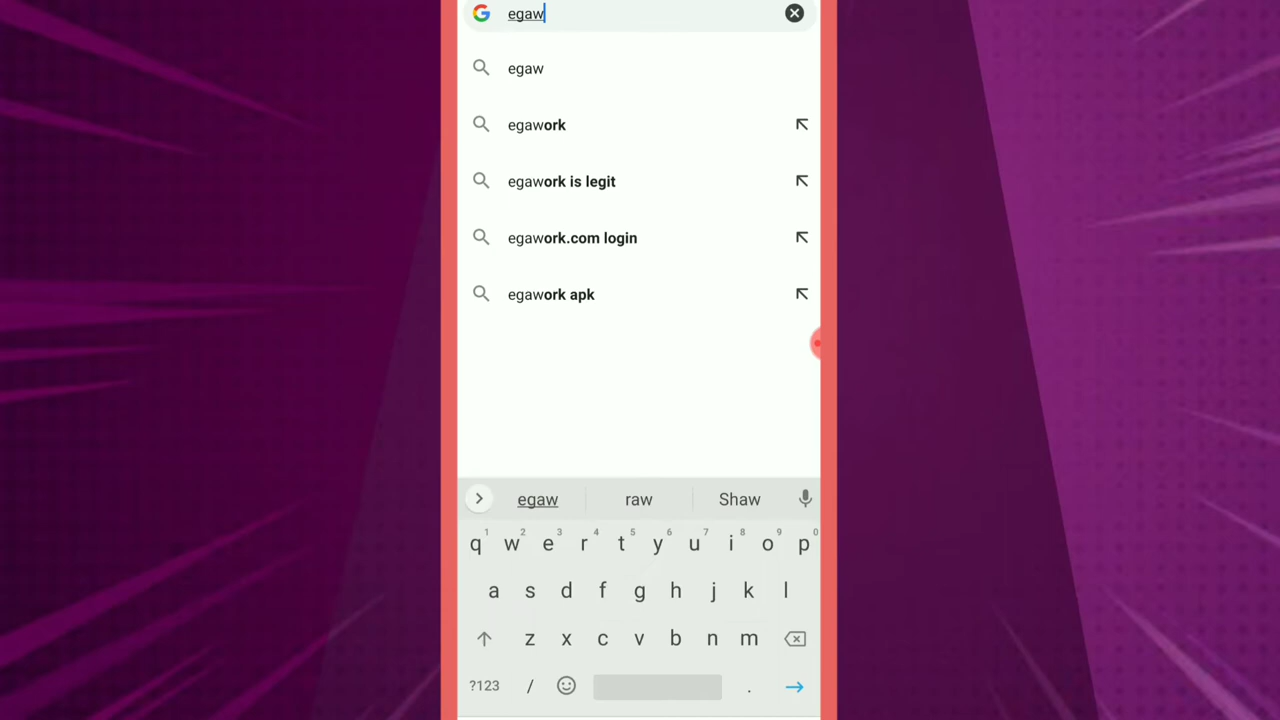 egaw
egaw
egawork
egawork is legit
egawork.com login
egawork apk
egaw raw Shaw
1 2 3 4 5 6 7 8 9 0
q w e r t y u i o p
a s d f g h j k l
z x c v b n m
?123 / .